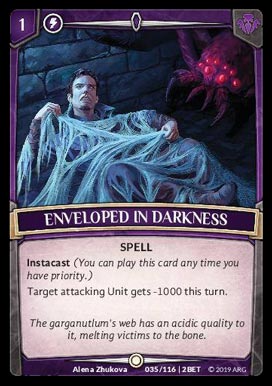 1
ENVELOPED IN DARKNESS
SPELL
Instacast (You can play this card any time you
have priority.)
Target attacking Unit gets -1000 this turn.
The garganutlum's web has an acidic quality to
it, melting victims to the bone.
Alena Zhukova 035/116 | 2BET © 2019 ARG